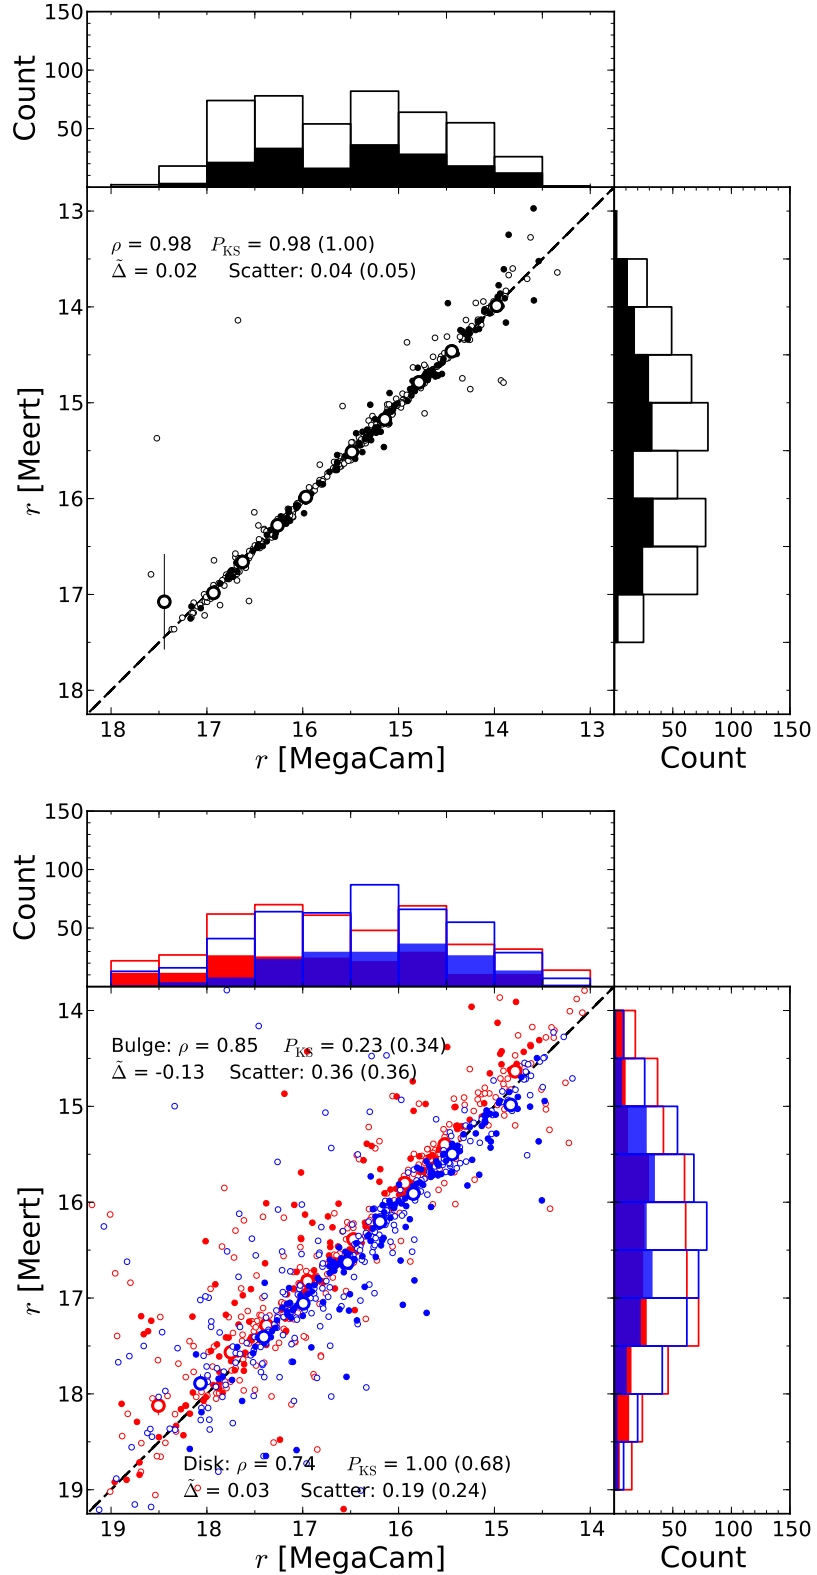 150
100
50
Count
13
14
15
16
17
18
r [Meert]
ρ = 0.98 P_KS = 0.98 (1.00)
Δ̃ = 0.02 Scatter: 0.04 (0.05)
18 17 16 15 14 13
r [MegaCam]
50 100 150
Count
150
100
50
Count
14
15
16
17
18
19
r [Meert]
Bulge: ρ = 0.85 P_KS = 0.23 (0.34)
Δ̃ = -0.13 Scatter: 0.36 (0.36)
Disk: ρ = 0.74 P_KS = 1.00 (0.68)
Δ̃ = 0.03 Scatter: 0.19 (0.24)
19 18 17 16 15 14
r [MegaCam]
50 100 150
Count